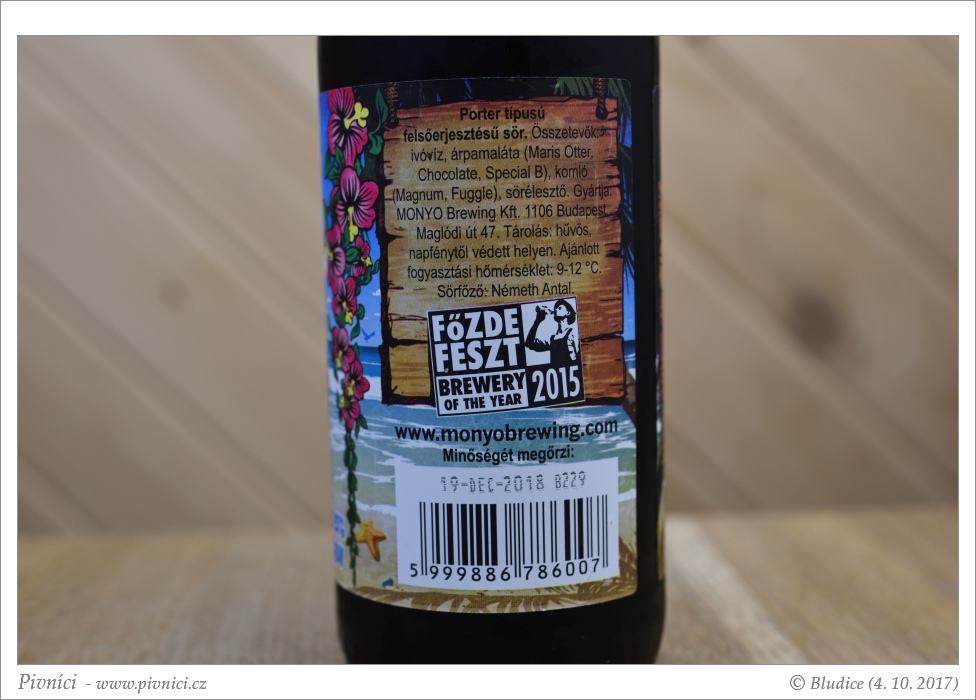 Porter típusú
felsőerjesztésű sör. Összetevők:
ivóvíz, árpamaláta (Maris Otter,
Chocolate, Special B), komló
(Magnum, Fuggle), sörélesztő. Gyártja:
MONYO Brewing Kft. 1106 Budapest,
Maglódi út 47. Tárolás: hűvös,
napfénytől védett helyen. Ajánlott
fogyasztási hőmérséklet: 9-12 °C.
Sörfőző: Németh Antal.
FőZDE
FESZT
BREWERY
OF THE YEAR
2015
www.monyobrewing.com
Minőségét megőrzi:
19-DEC-2018 B229
5 999886 786007
Pivníci - www.pivnici.cz
© Bludice (4. 10. 2017)